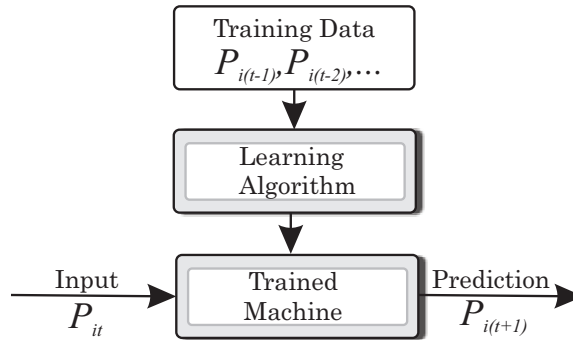 Training Data
P_{i(t-1)}, P_{i(t-2)},...
Learning
Algorithm
Input
Trained
Machine
Prediction
P_{it}
P_{i(t+1)}